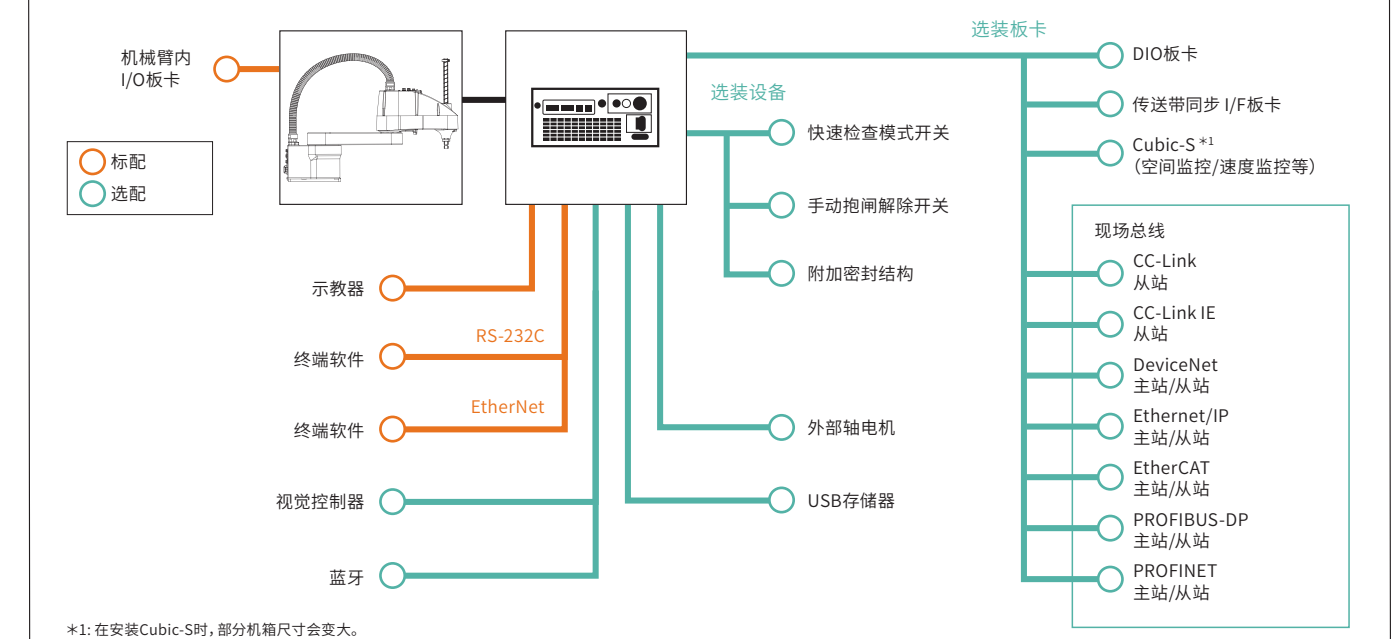 机械臂内
I/O板卡
标配
选配
示教器
RS-232C
终端软件
EtherNet
终端软件
视觉控制器
蓝牙
选装设备
快速检查模式开关
手动抱闸解除开关
附加密封结构
外部轴电机
USB存储器
选装板卡
DIO板卡
传送带同步 I/F板卡
Cubic-S *1
（空间监控/速度监控等）
现场总线
CC-Link
从站
CC-Link IE
从站
DeviceNet
主站/从站
Ethernet/IP
主站/从站
EtherCAT
主站/从站
PROFIBUS-DP
主站/从站
PROFINET
主站/从站
*1: 在安装Cubic-S时，部分机箱尺寸会变大。